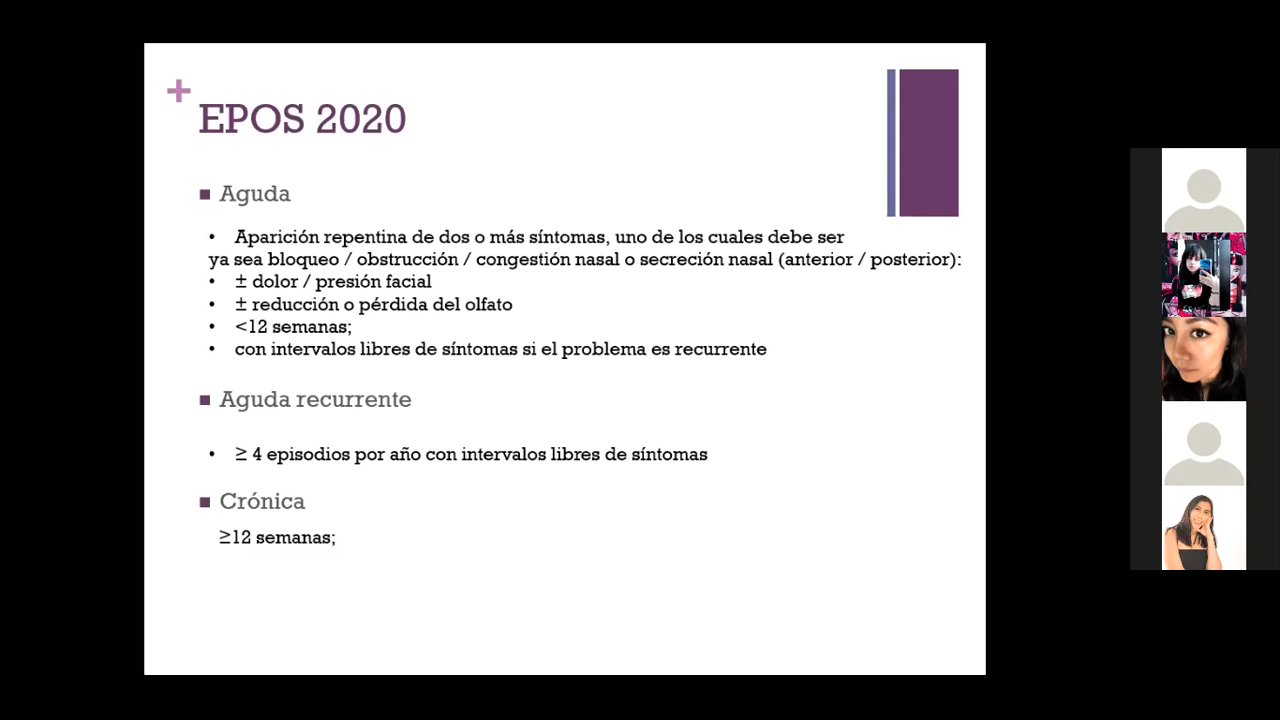 +
EPOS 2020
■ Aguda
• Aparición repentina de dos o más síntomas, uno de los cuales debe ser
ya sea bloqueo / obstrucción / congestión nasal o secreción nasal (anterior / posterior):
• ± dolor / presión facial
• ± reducción o pérdida del olfato
• <12 semanas;
• con intervalos libres de síntomas si el problema es recurrente
■ Aguda recurrente
• ≥ 4 episodios por año con intervalos libres de síntomas
■ Crónica
≥12 semanas;